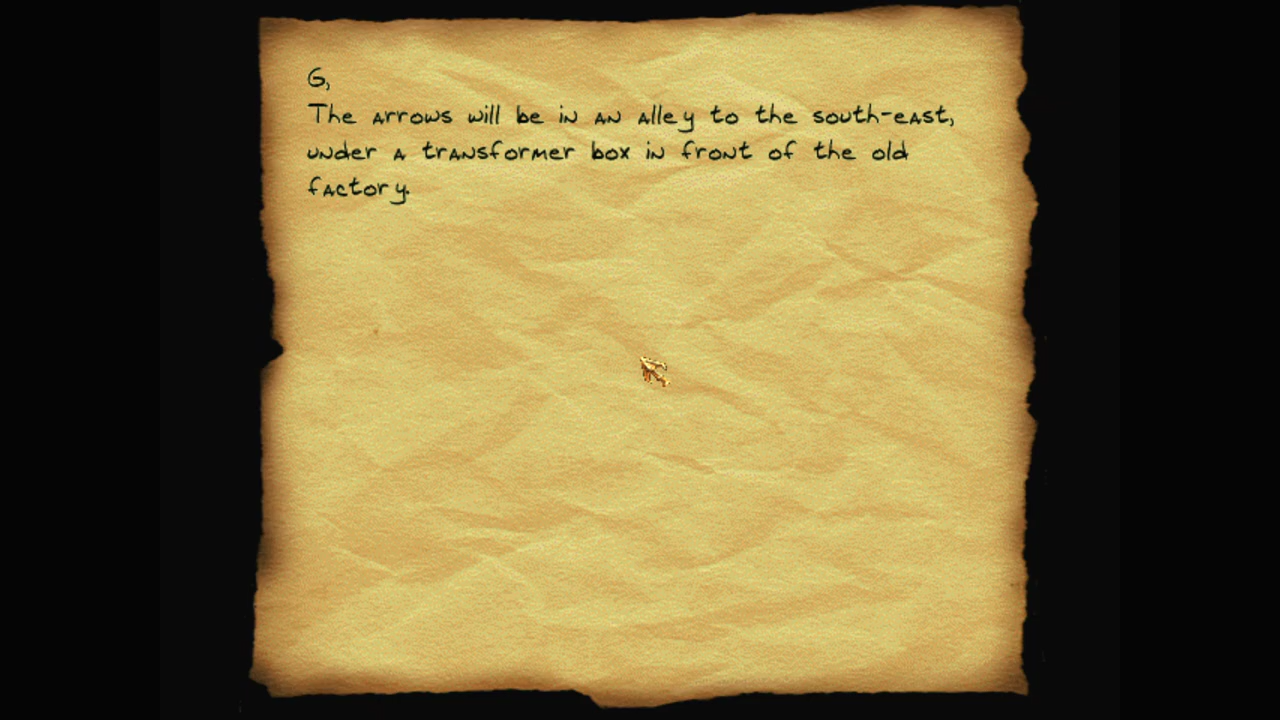 G,
The arrows will be in an alley to the south-east,
under a transformer box in front of the old
factory.